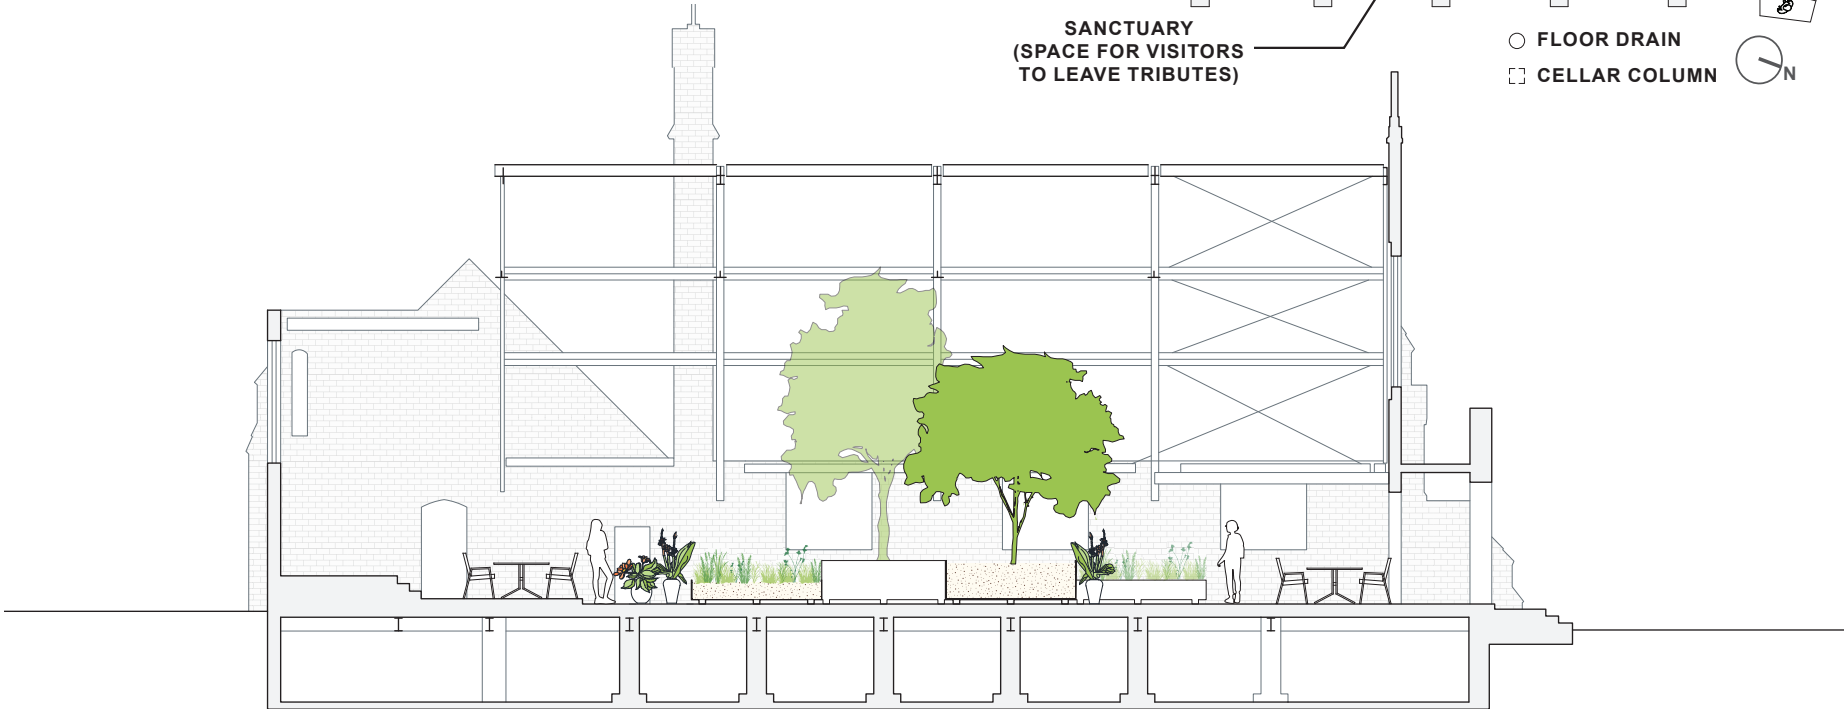 SANCTUARY
(SPACE FOR VISITORS
TO LEAVE TRIBUTES)
FLOOR DRAIN
CELLAR COLUMN
N